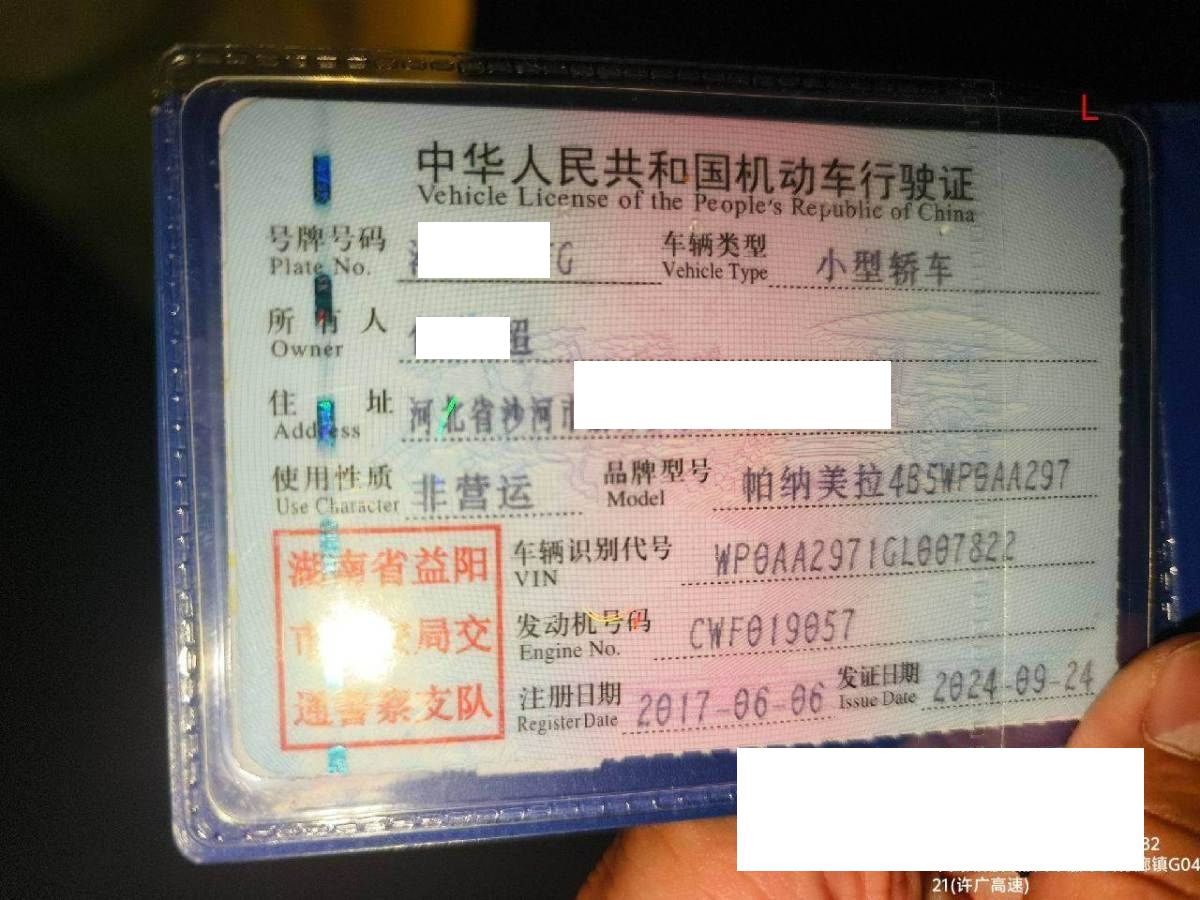 中华人民共和国机动车行驶证
Vehicle License of the People's Republic of China
号牌号码 G 车辆类型 小型轿车
Plate No. Vehicle Type
所有人 超
Owner
住址 河北省沙河市
Address
使用性质 非营运 品牌型号 帕纳美拉4B5WP0AA297
Use Character Model
湖南省益阳
市 局交
通警察支队
车辆识别代号 WP0AA2971GL007822
VIN
发动机号码 CWF019057
Engine No.
注册日期 2017-06-06 发证日期 2024-09-24
Register Date Issue Date
L
32
镇G04
21(许广高速)